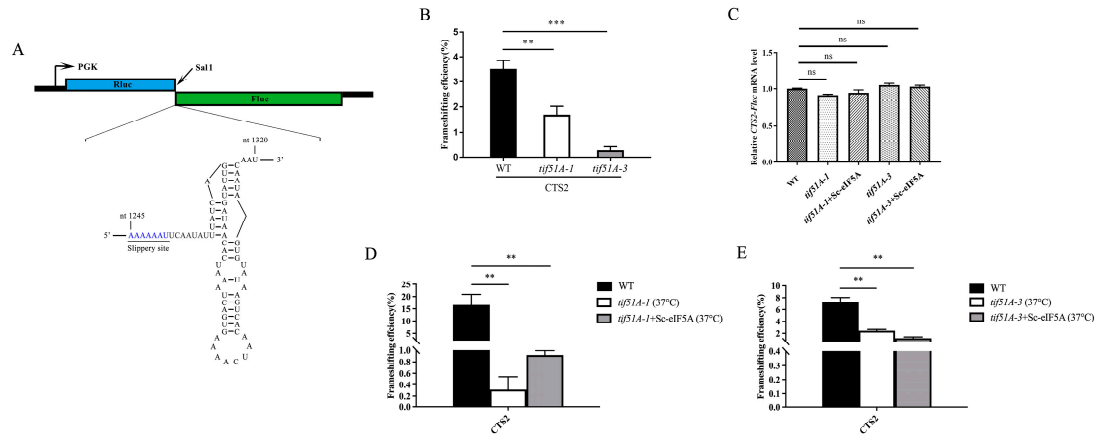 A
PGK
Sal1
Rluc
Fluc
nt 1320
AAU
3'
nt 1245
5'
AAAAAAUUCAAUAUU
Slippery site
B
***
**
Frameshifting effciency(%)
5
4
3
2
1
0
WT
tif51A-1
tif51A-3
CTS2
C
ns
ns
ns
ns
Relative CTS2-Fluc mRNA level
1.5
1.0
0.5
0.0
WT
tif51A-1
tif51A-1+Sc-eIF5A
tif51A-3
tif51A-3+Sc-eIF5A
D
**
**
Frameshifting effciency(%)
25
20
15
10
5
1.0
0.8
0.6
0.4
0.2
0.0
CTS2
WT
tif51A-1 (37°C)
tif51A-1+Sc-eIF5A (37°C)
E
**
**
Frameshifting effciency(%)
10
8
6
4
2
0.4
0.3
0.2
0.1
0.0
CTS2
WT
tif51A-3 (37°C)
tif51A-3+Sc-eIF5A (37°C)